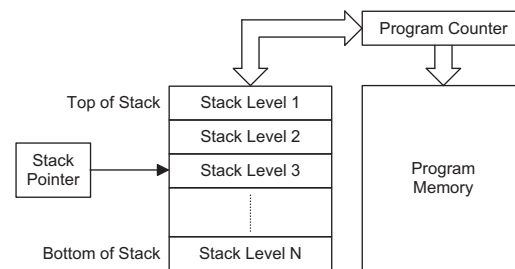 Program Counter
Top of Stack
Stack Level 1
Stack Level 2
Stack
Pointer
Stack Level 3
Program
Memory
Bottom of Stack
Stack Level N